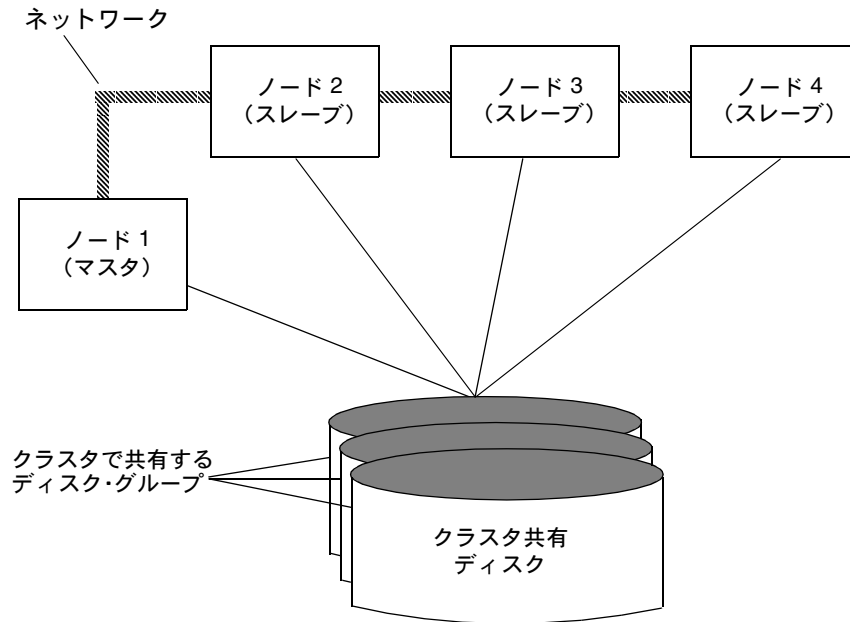 ネットワーク
ノード 2
（スレーブ）
ノード 3
（スレーブ）
ノード 4
（スレーブ）
ノード 1
（マスタ）
クラスタで共有する
ディスク・グループ
クラスタ共有
ディスク